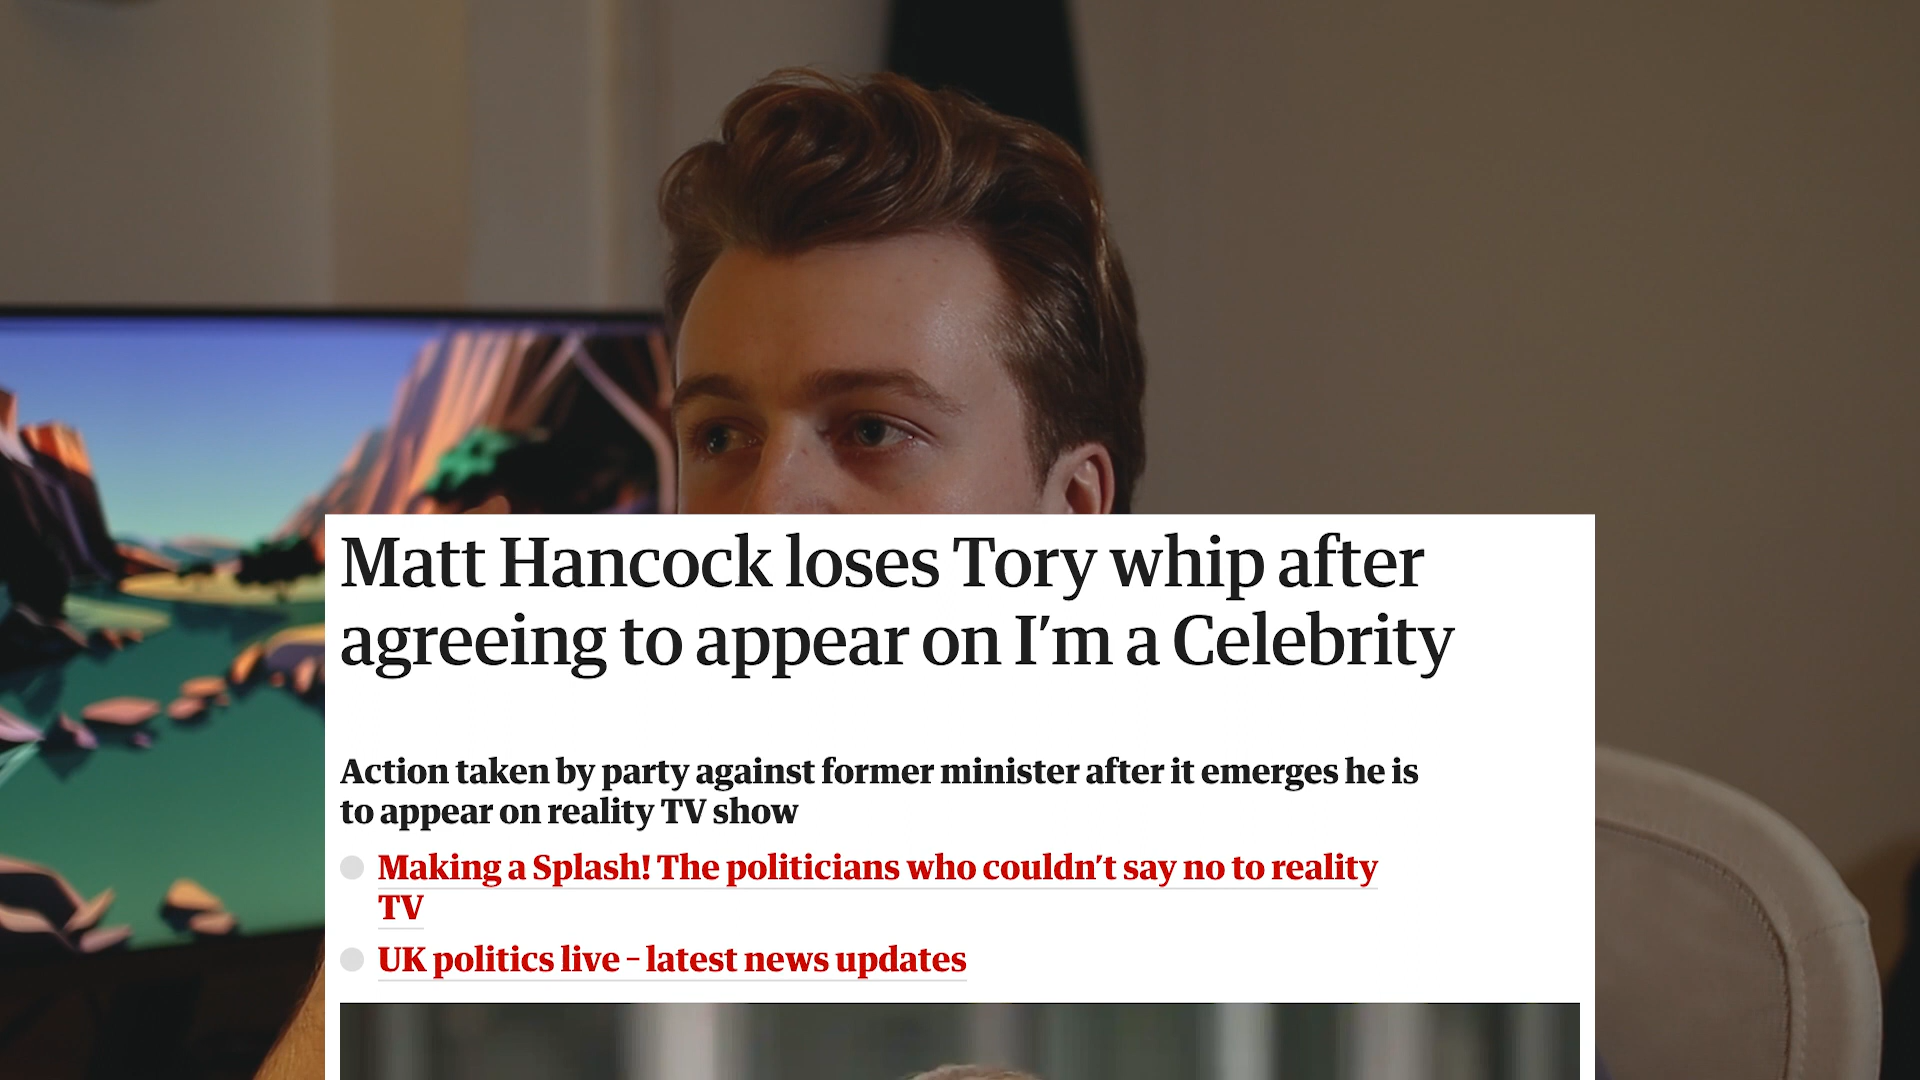 Matt Hancock loses Tory whip after
agreeing to appear on I’m a Celebrity
Action taken by party against former minister after it emerges he is
to appear on reality TV show
Making a Splash! The politicians who couldn’t say no to reality
TV
UK politics live – latest news updates